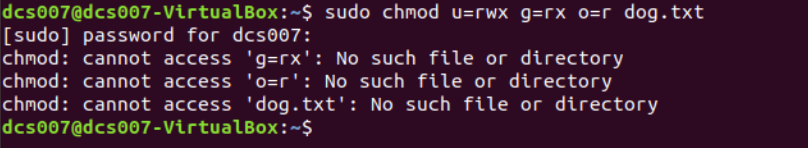 dcs007@dcs007-VirtualBox:~$ sudo chmod u=rwx g=rx o=r dog.txt
[sudo] password for dcs007:
chmod: cannot access 'g=rx': No such file or directory
chmod: cannot access 'o=r': No such file or directory
chmod: cannot access 'dog.txt': No such file or directory
dcs007@dcs007-VirtualBox:~$